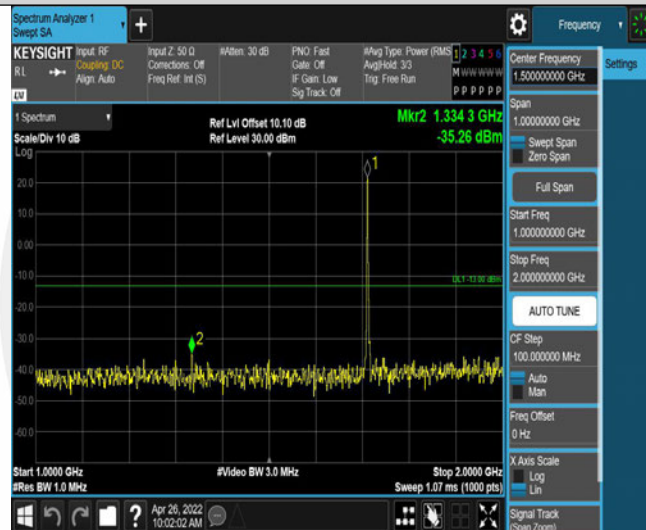 Spectrum Analyzer 1
Swept SA
Frequency
KEYSIGHT
RL
Input: RF
Coupling: DC
Align: Auto
Input Z: 50 Ω
Corrections: Off
Freq Ref: Int (S)
#Atten: 30 dB
PNO: Fast
Gate: Off
IF Gain: Low
Sig Track: Off
#Avg Type: Power (RMS
Avg|Hold: 3/3
Trig: Free Run
1 2 3 4 5 6
M W W W W W
P P P P P P
LXI
1 Spectrum
Scale/Div 10 dB
Ref Lvl Offset 10.10 dB
Ref Level 30.00 dBm
Mkr2 1.334 3 GHz
-35.26 dBm
Log
1
20.0
10.0
0.00
-10.0
DL1 -13.00 dBm
-20.0
-30.0
2
-40.0
-50.0
-60.0
Start 1.0000 GHz
#Video BW 3.0 MHz
Stop 2.0000 GHz
#Res BW 1.0 MHz
Sweep 1.07 ms (1000 pts)
Apr 26, 2022
10:02:02 AM
Center Frequency
1.500000000 GHz
Settings
Span
1.00000000 GHz
Swept Span
Zero Span
Full Span
Start Freq
1.000000000 GHz
Stop Freq
2.000000000 GHz
AUTO TUNE
CF Step
100.000000 MHz
Auto
Man
Freq Offset
0 Hz
X Axis Scale
Log
Lin
Signal Track
(Span Zoom)